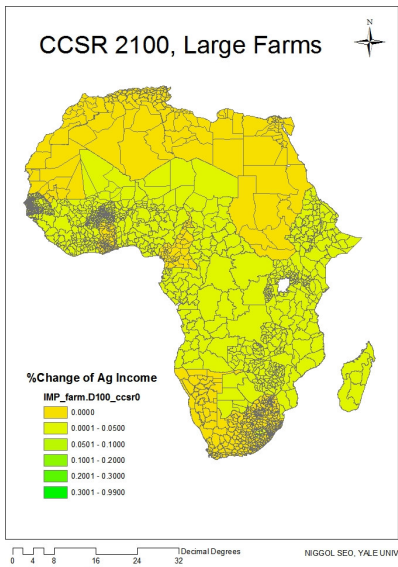 N
CCSR 2100, Large Farms
%Change of Ag Income
IMP_farm.D100_ccsr0
0.0000
0.0001 - 0.0500
0.0501 - 0.1000
0.1001 - 0.2000
0.2001 - 0.3000
0.3001 - 0.9900
Decimal Degrees
0 4 8 16 24 32
NIGGOL SEO, YALE UNIV